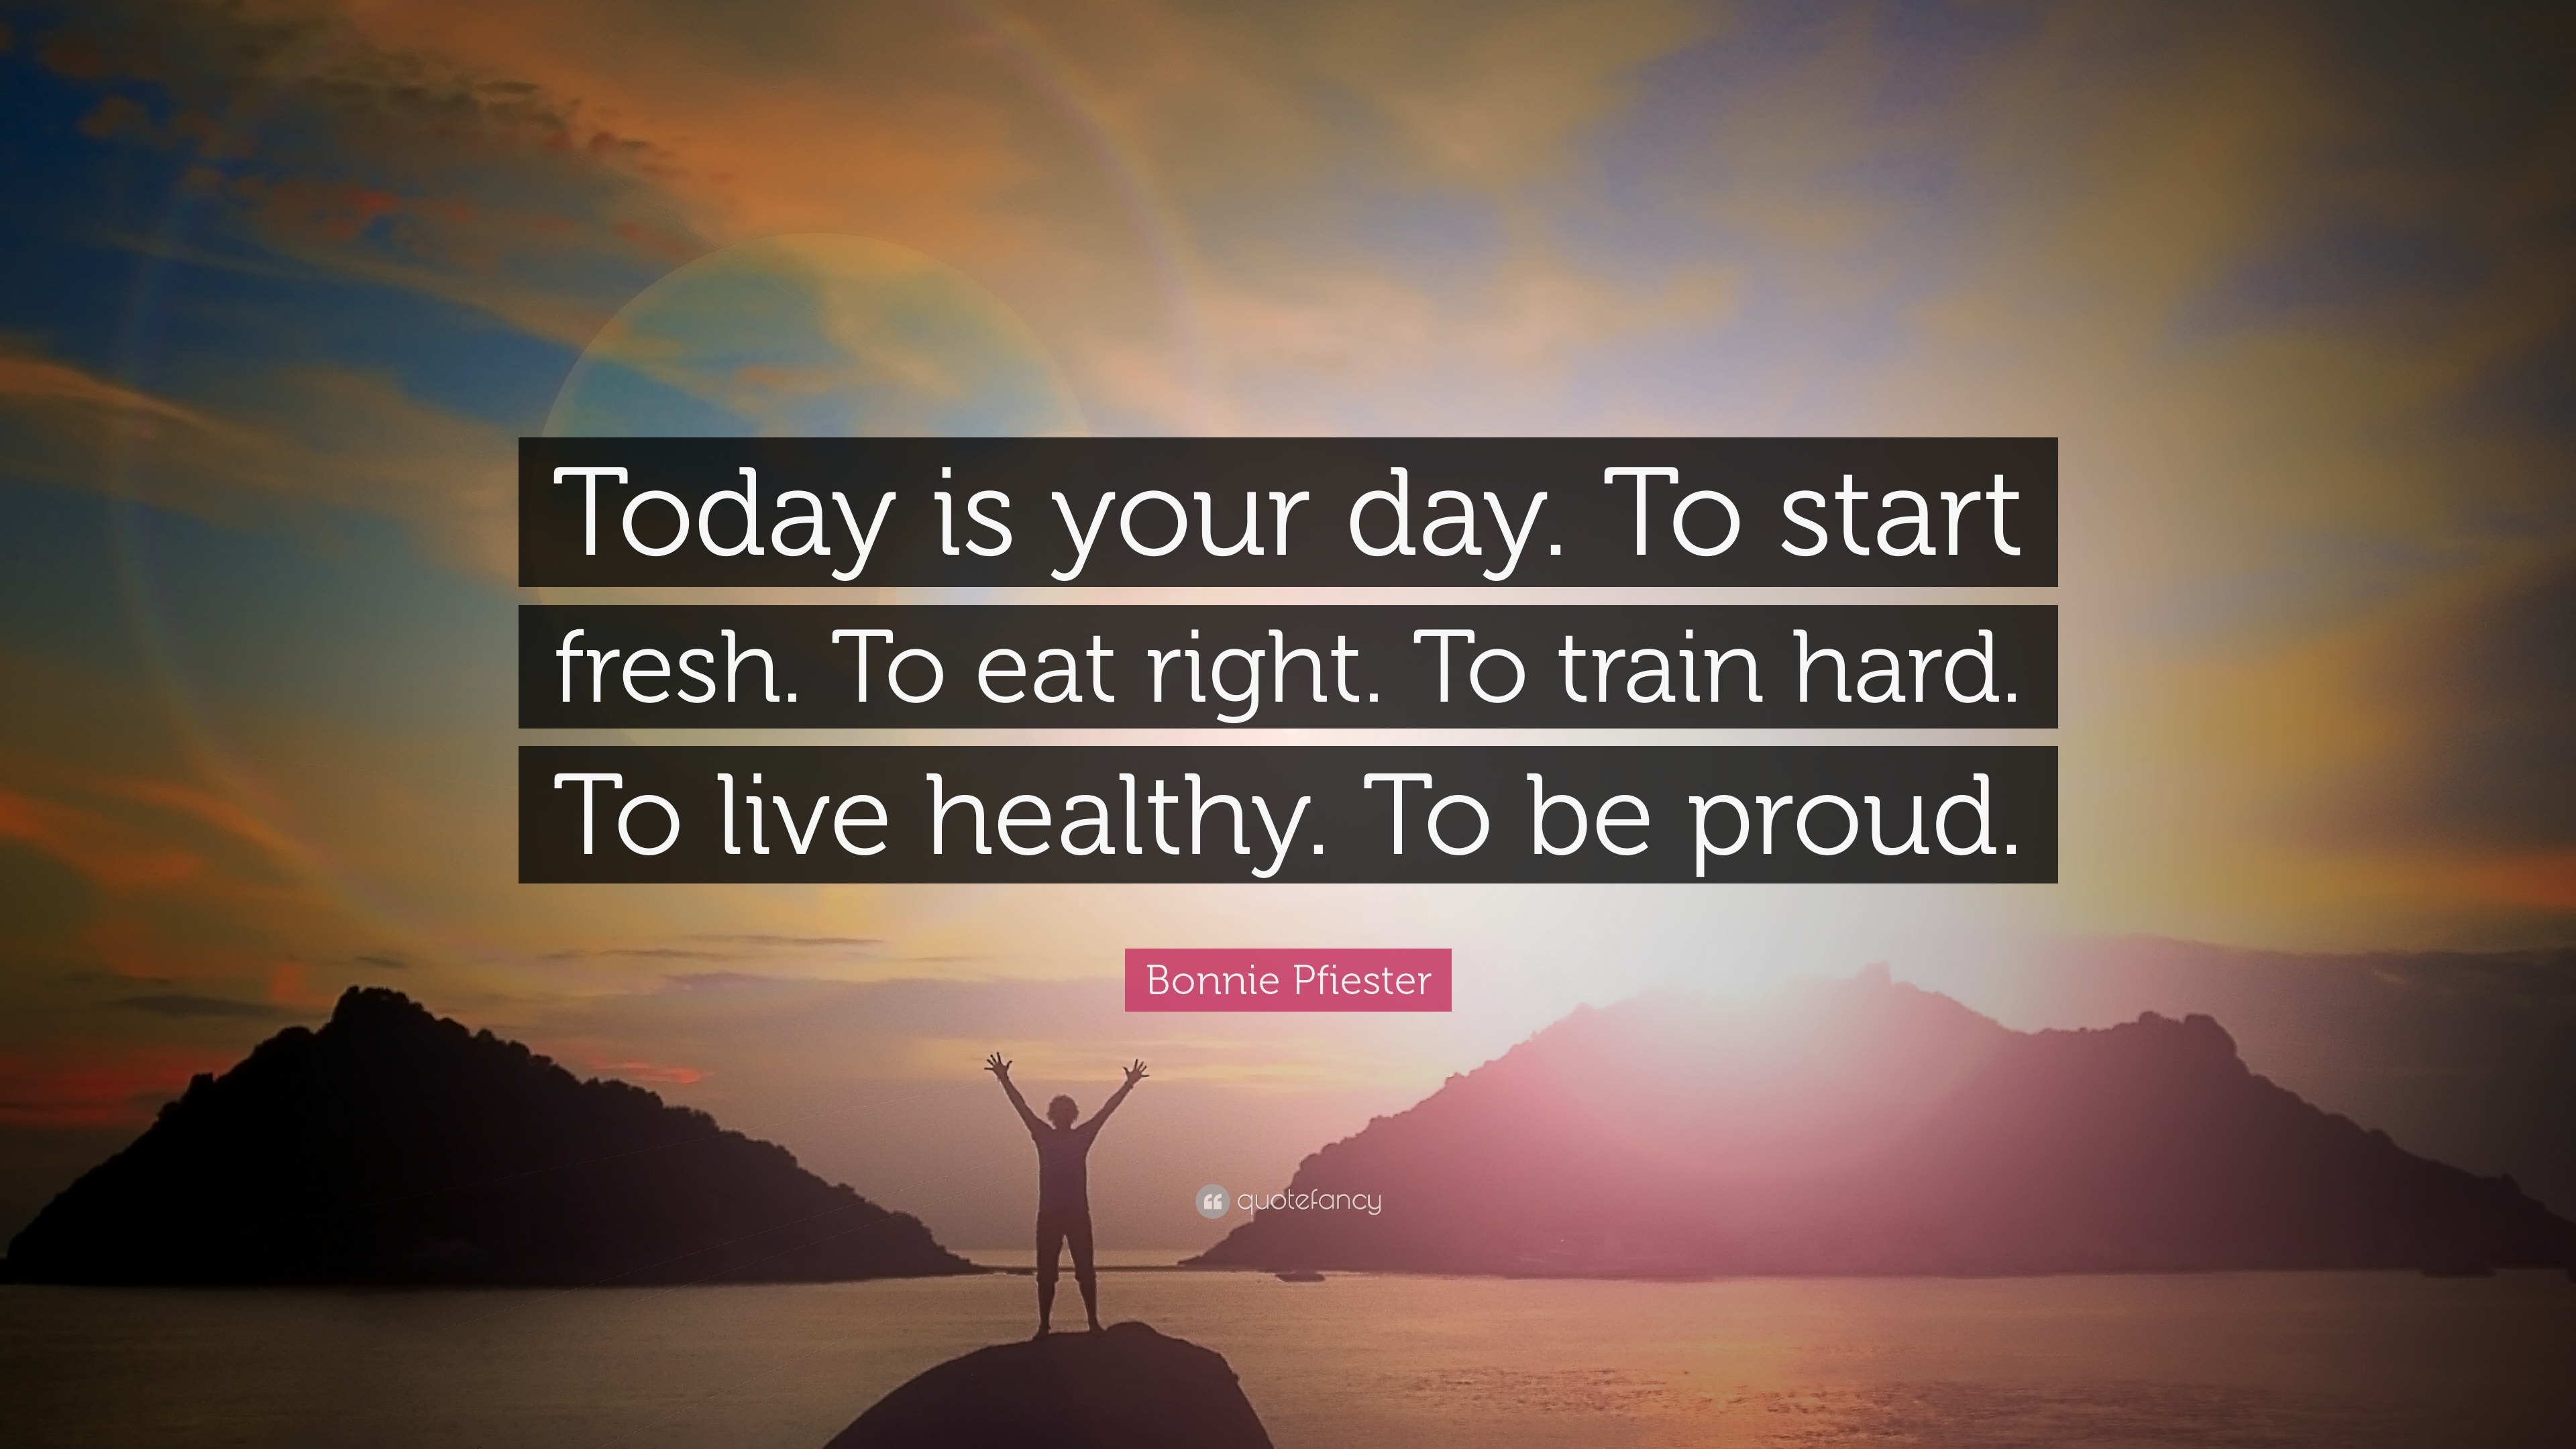 Today is your day. To start
fresh. To eat right. To train hard.
To live healthy. To be proud.
Bonnie Pfiester
quotefancy